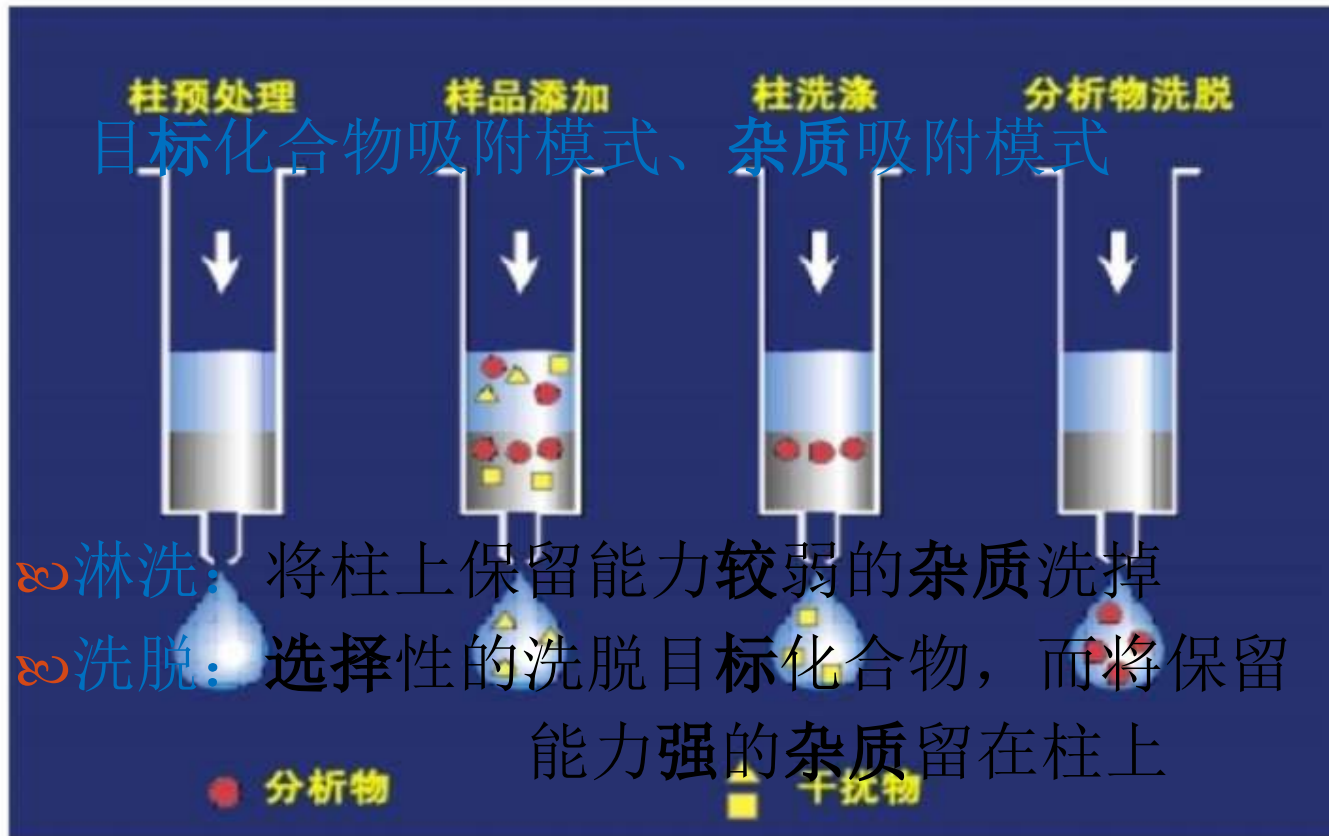 柱预处理 样品添加 柱洗涤 分析物洗脱
目标化合物吸附模式、杂质吸附模式
淋洗：将柱上保留能力较弱的杂质洗掉
洗脱：选择性的洗脱目标化合物，而将保留
能力强的杂质留在柱上
分析物 干扰物